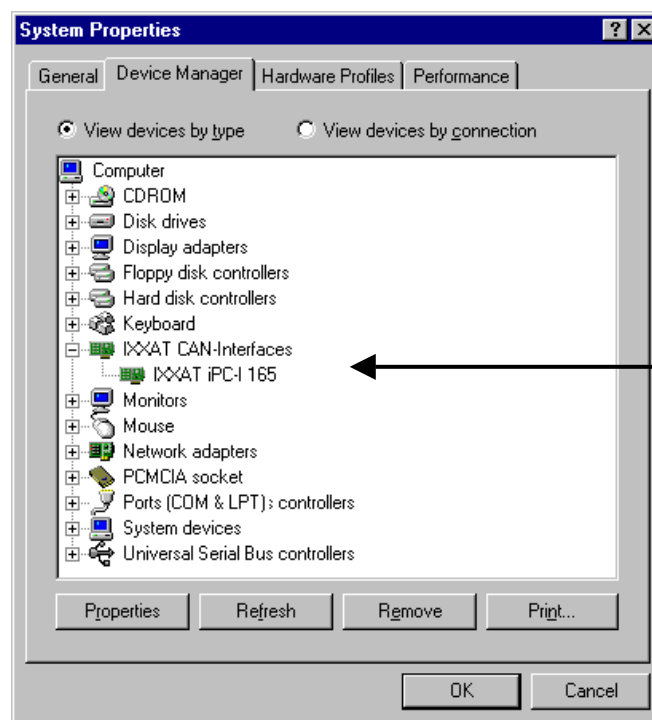 System Properties
General Device Manager Hardware Profiles Performance
View devices by type View devices by connection
Computer
CDROM
Disk drives
Display adapters
Floppy disk controllers
Hard disk controllers
Keyboard
IXXAT CAN-Interfaces
IXXAT iPC-I 165
Monitors
Mouse
Network adapters
PCMCIA socket
Ports (COM & LPT); controllers
System devices
Universal Serial Bus controllers
Properties Refresh Remove Print...
OK Cancel